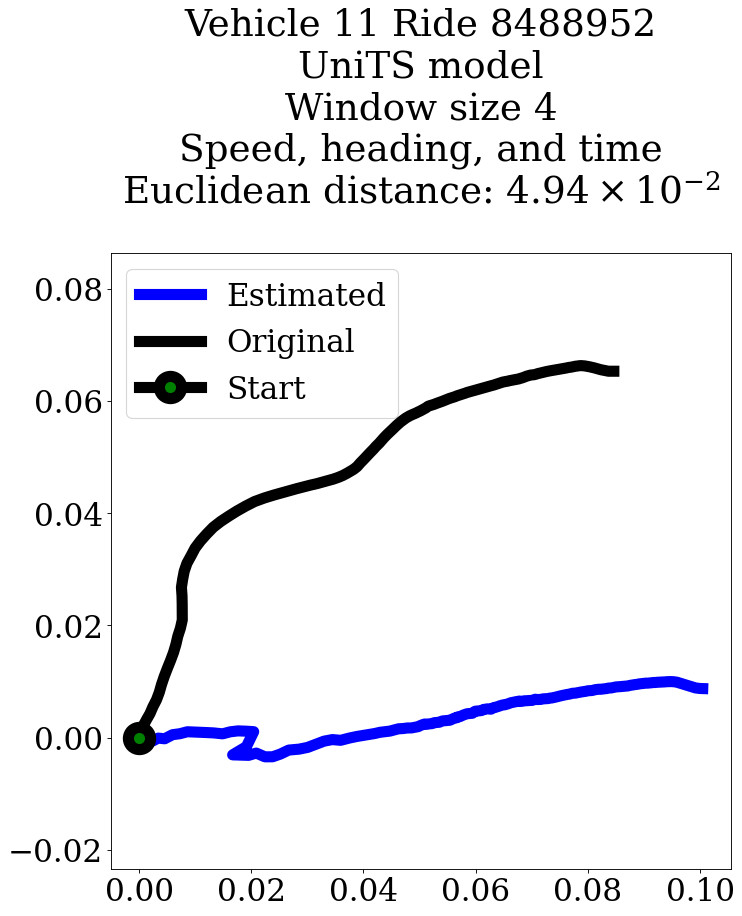 Vehicle 11 Ride 8488952
UniTS model
Window size 4
Speed, heading, and time
Euclidean distance: 4.94 × 10⁻²
Estimated
Original
Start
0.08
0.06
0.04
0.02
0.00
−0.02
0.00 0.02 0.04 0.06 0.08 0.10